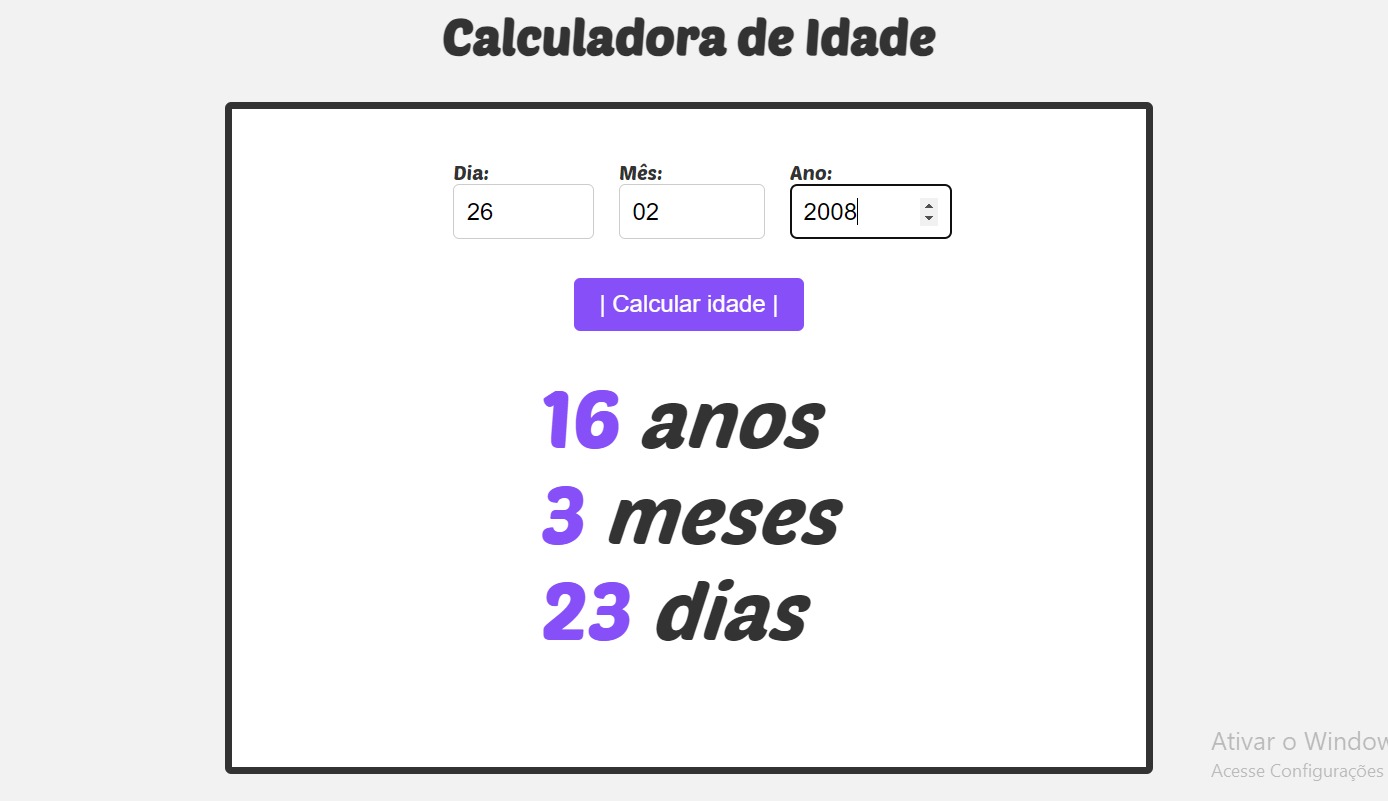 Calculadora de Idade
Dia: Mês: Ano:
26 02 2008
| Calcular idade |
16 anos
3 meses
23 dias
Ativar o Window
Acesse Configurações